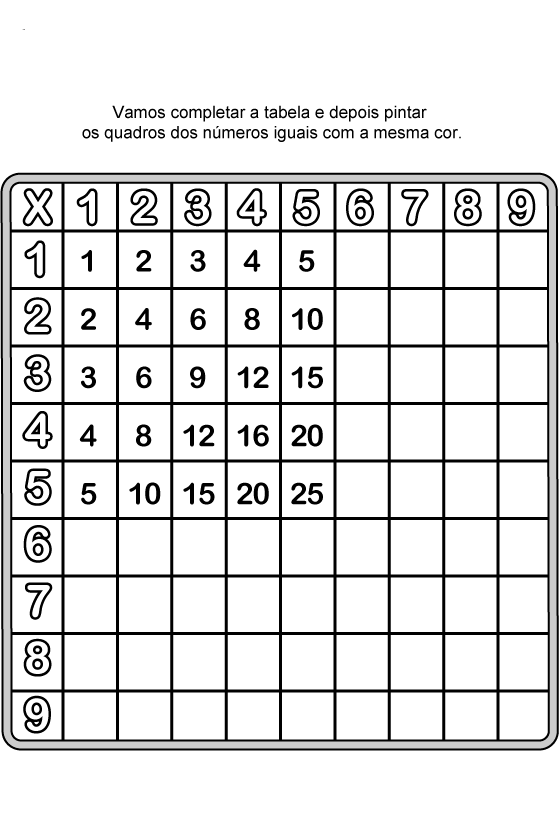 Vamos completar a tabela e depois pintar
os quadros dos números iguais com a mesma cor.
X 1 2 3 4 5 6 7 8 9
1 1 2 3 4 5
2 2 4 6 8 10
3 3 6 9 12 15
4 4 8 12 16 20
5 5 10 15 20 25
6
7
8
9